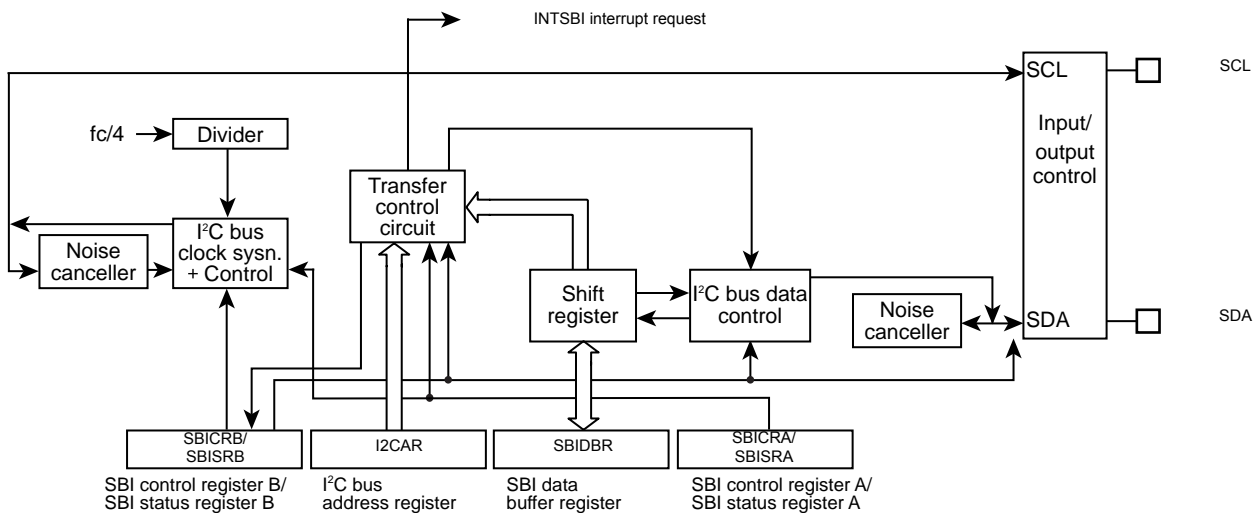 INTSBI interrupt request
SCL
SCL
fc/4
Divider
Input/
output
control
Transfer
control
circuit
I²C bus
clock sysn.
+ Control
Noise
canceller
Shift
register
I²C bus data
control
Noise
canceller
SDA
SDA
SBICRB/
SBISRB
I2CAR
SBIDBR
SBICRA/
SBISRA
SBI control register B/
SBI status register B
I²C bus
address register
SBI data
buffer register
SBI control register A/
SBI status register A